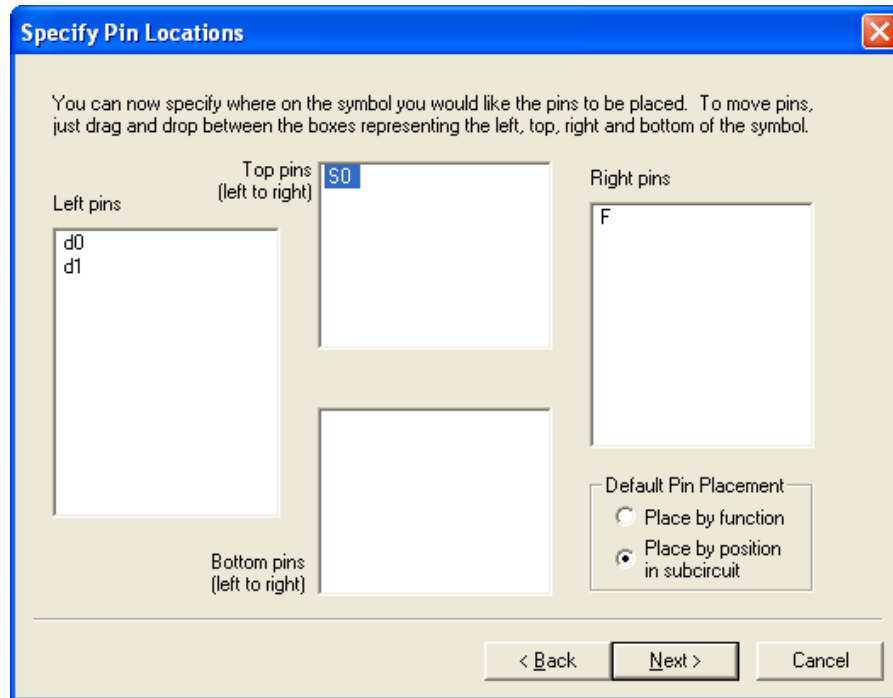 Specify Pin Locations
You can now specify where on the symbol you would like the pins to be placed. To move pins,
just drag and drop between the boxes representing the left, top, right and bottom of the symbol.
Top pins
(left to right)
S0
Right pins
Left pins
F
d0
d1
Default Pin Placement
Place by function
Place by position
in subcircuit
Bottom pins
(left to right)
< Back
Next >
Cancel